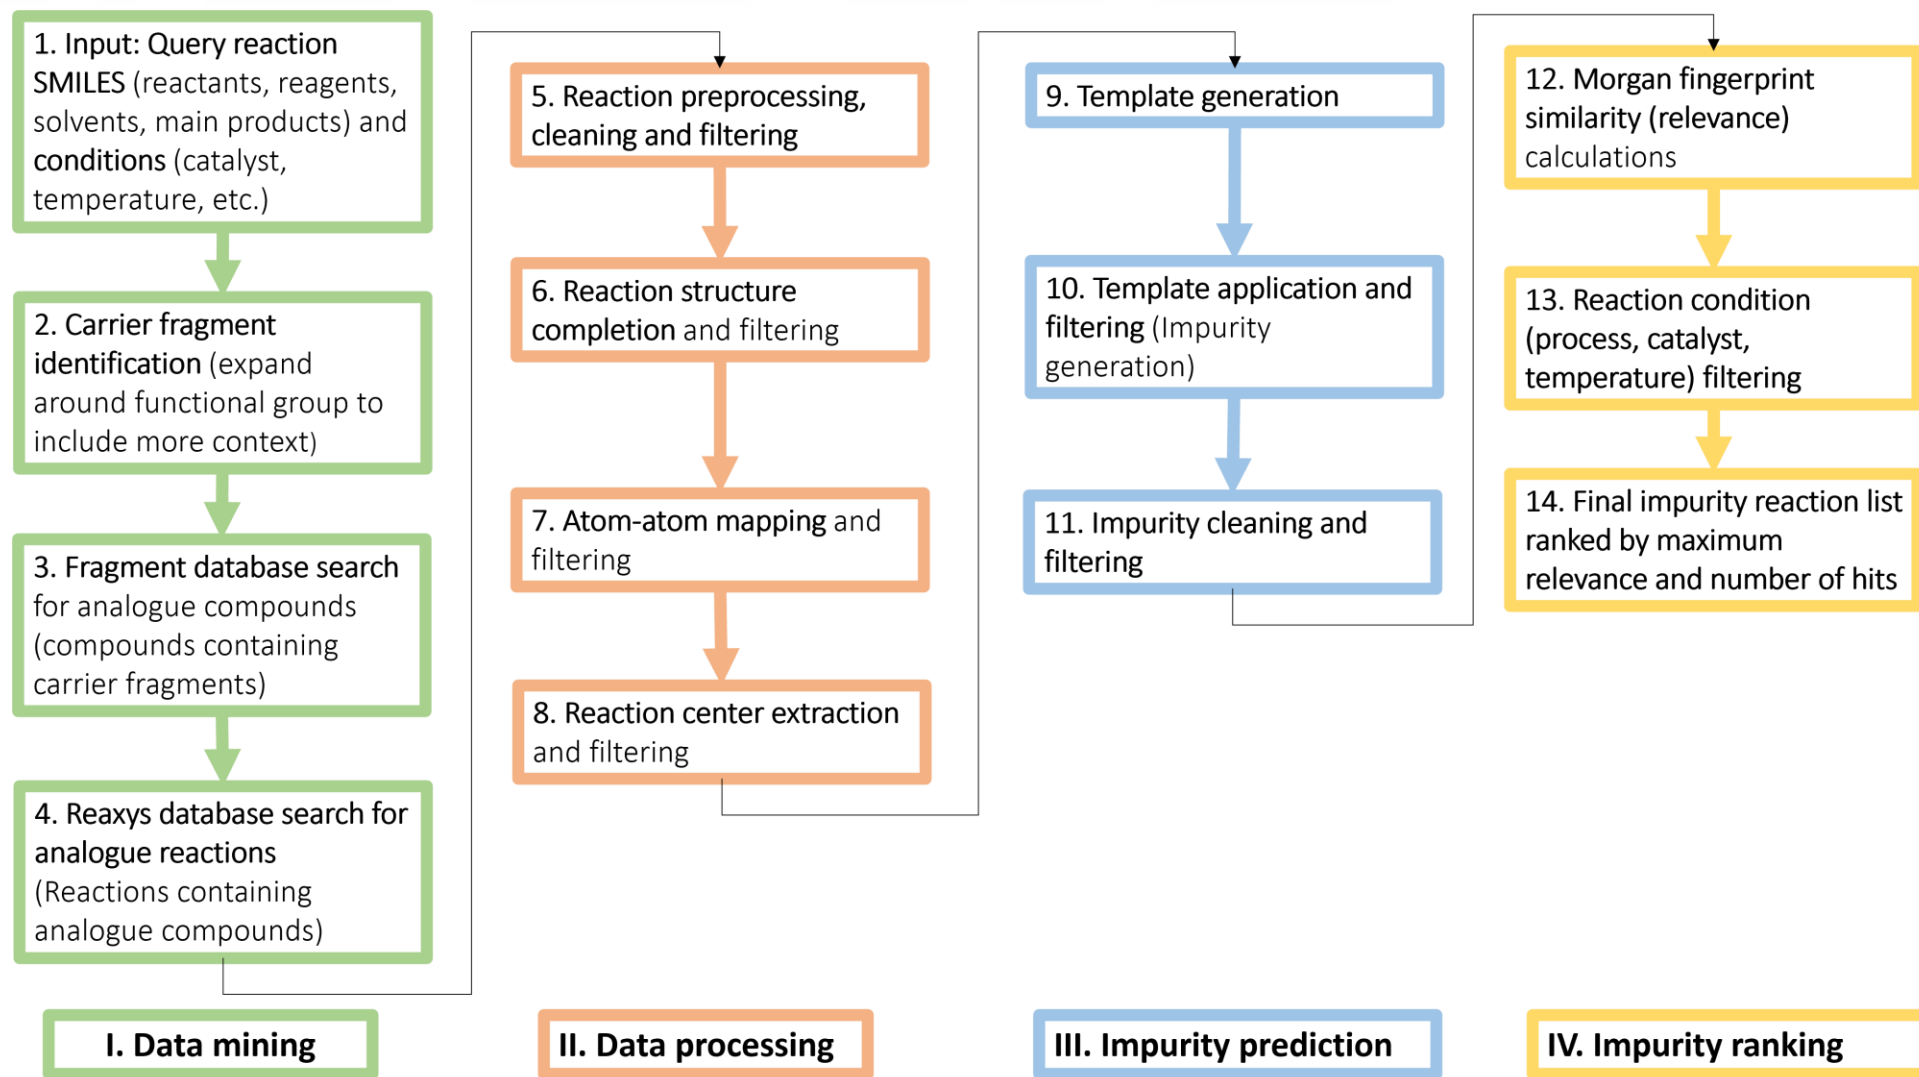 1. Input: Query reaction
SMILES (reactants, reagents,
solvents, main products) and
conditions (catalyst,
temperature, etc.)
2. Carrier fragment
identification (expand
around functional group to
include more context)
3. Fragment database search
for analogue compounds
(compounds containing
carrier fragments)
4. Reaxys database search for
analogue reactions
(Reactions containing
analogue compounds)
I. Data mining
5. Reaction preprocessing,
cleaning and filtering
6. Reaction structure
completion and filtering
7. Atom-atom mapping and
filtering
8. Reaction center extraction
and filtering
II. Data processing
9. Template generation
10. Template application and
filtering (Impurity
generation)
11. Impurity cleaning and
filtering
III. Impurity prediction
12. Morgan fingerprint
similarity (relevance)
calculations
13. Reaction condition
(process, catalyst,
temperature) filtering
14. Final impurity reaction list
ranked by maximum
relevance and number of hits
IV. Impurity ranking